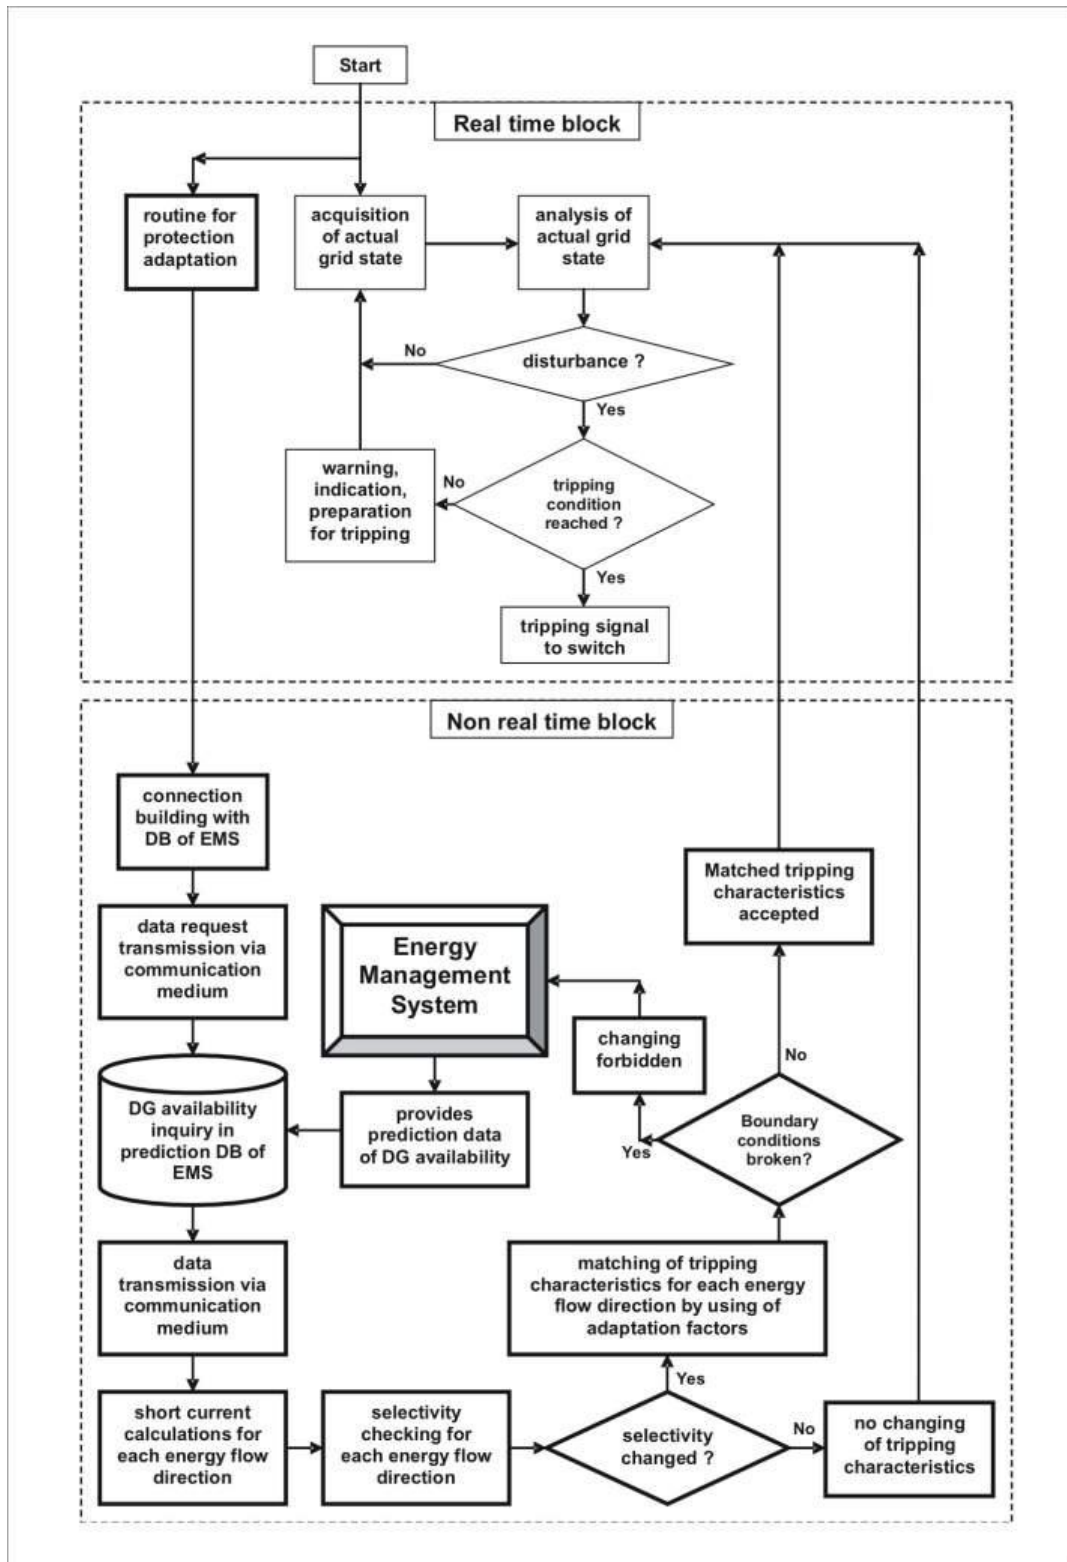 Start
Real time block
routine for
protection
adaptation
acquisition
of actual
grid state
analysis of
actual grid
state
No
disturbance ?
Yes
warning,
indication,
preparation
for tripping
No
tripping
condition
reached ?
Yes
tripping signal
to switch
Non real time block
connection
building with
DB of EMS
data request
transmission via
communication
medium
Energy
Management
System
Matched tripping
characteristics
accepted
changing
forbidden
No
DG availability
inquiry in
prediction DB of
EMS
provides
prediction data
of DG availability
Yes
Boundary
conditions
broken?
data
transmission via
communication
medium
matching of tripping
characteristics for each energy
flow direction by using of
adaptation factors
Yes
short current
calculations for
each energy flow
direction
selectivity
checking for
each energy flow
direction
selectivity
changed ?
No
no changing
of tripping
characteristics